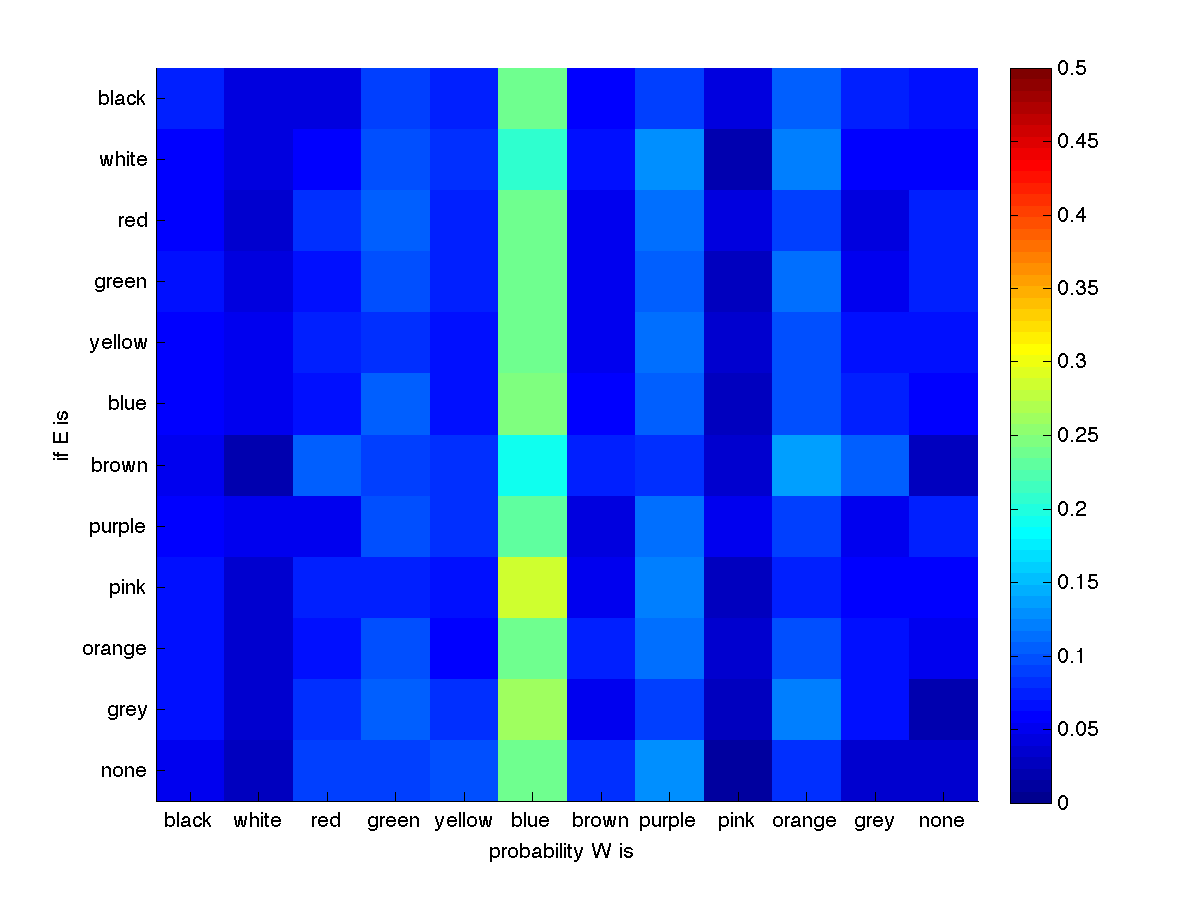 black
white
red
green
yellow
blue
brown
purple
pink
orange
grey
none
if E is
black white red green yellow blue brown purple pink orange grey none
probability W is
0.5
0.45
0.4
0.35
0.3
0.25
0.2
0.15
0.1
0.05
0